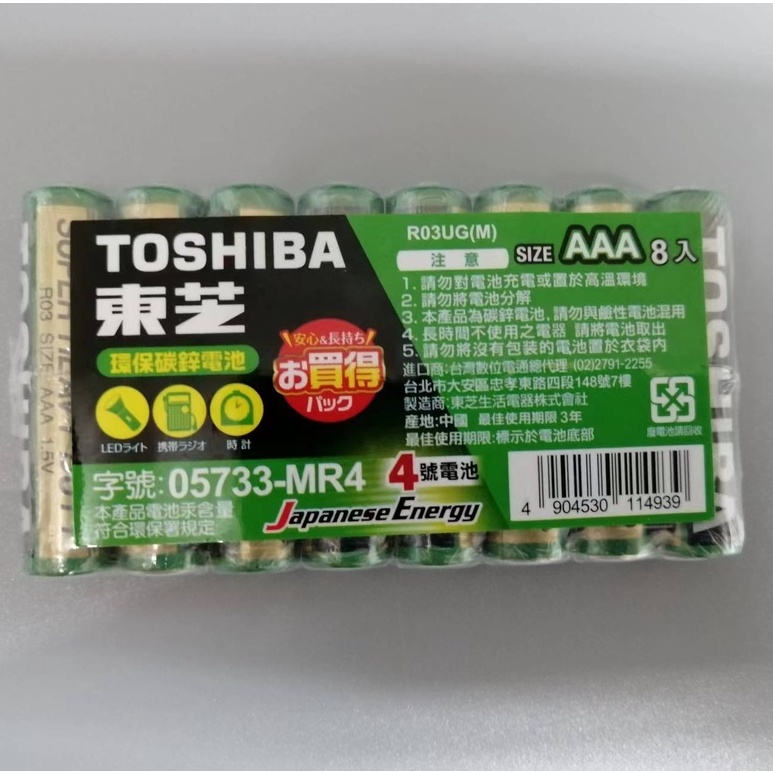 TOSHIBA
東芝
環保碳鋅電池
LEDライト 携帯ラジオ 時計
字號:05733-MR4
本產品電池汞含量
符合環保署規定
安心&長持ち
お買得
パック
4號電池
Japanese Energy
R03UG(M)
注意 SIZE AAA 8入
1. 請勿對電池充電或置於高溫環境
2. 請勿將電池分解
3. 本產品為碳鋅電池, 請勿與鹼性電池混用
4. 長時間不使用之電器 請將電池取出
5. 請勿將沒有包裝的電池置於衣袋內
進口商: 台灣數位電通總代理 (02)2791-2255
台北市大安區忠孝東路四段148號7樓
製造商: 東芝生活電器株式會社
產地:中國 最佳使用期限3年
最佳使用期限: 標示於電池底部
廢電池請回收
4 904530 114939
SUPER HEAVY DUTY
R03 SIZE AAA 1.5V
TOSHIBA